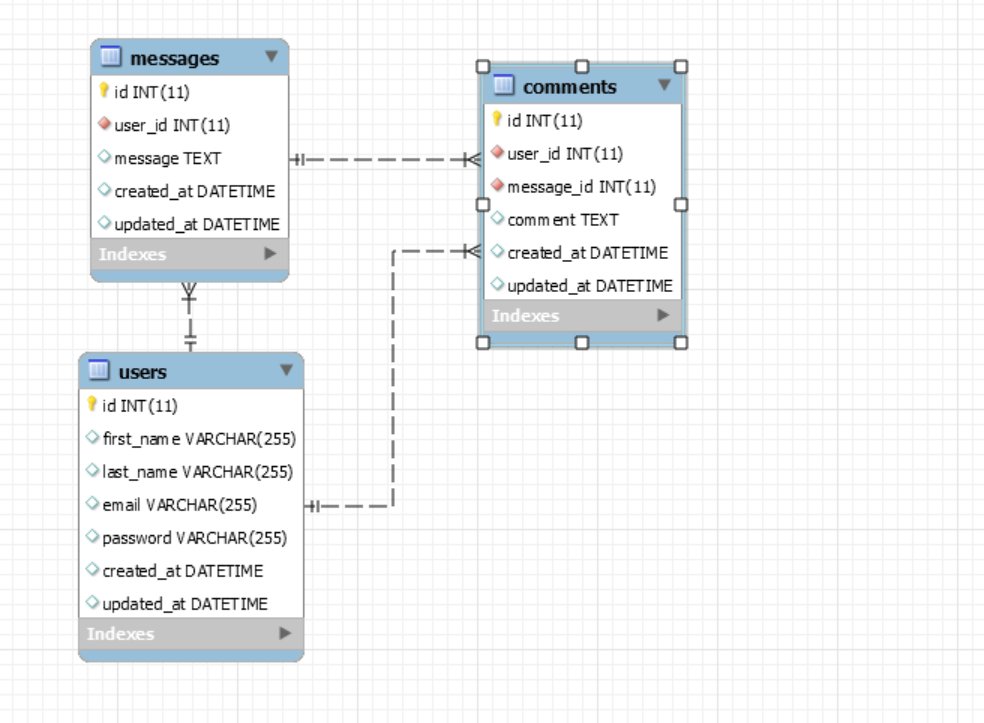 messages
id INT(11)
user_id INT(11)
message TEXT
created_at DATETIME
updated_at DATETIME
Indexes
comments
id INT(11)
user_id INT(11)
message_id INT(11)
comment TEXT
created_at DATETIME
updated_at DATETIME
Indexes
users
id INT(11)
first_name VARCHAR(255)
last_name VARCHAR(255)
email VARCHAR(255)
password VARCHAR(255)
created_at DATETIME
updated_at DATETIME
Indexes